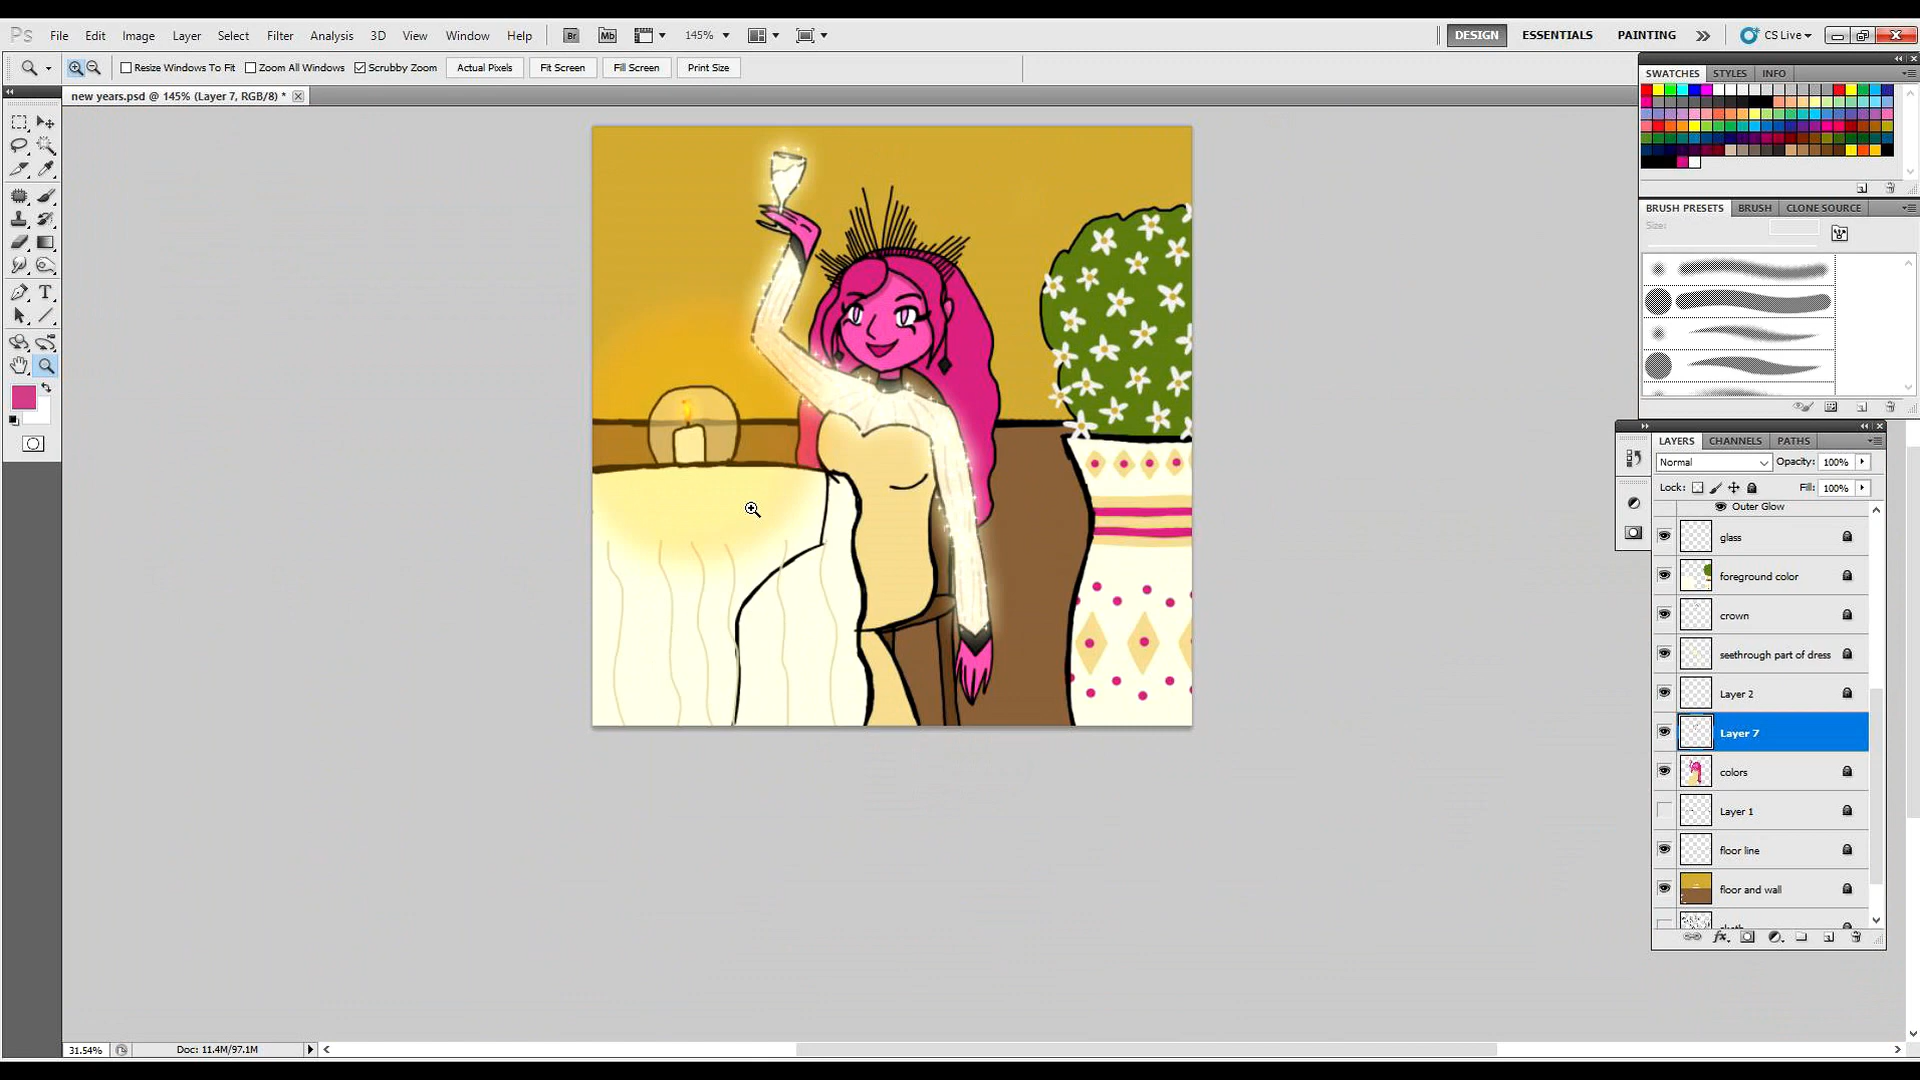 Ps File Edit Image Layer Select Filter Analysis 3D View Window Help Br Mb 145% DESIGN ESSENTIALS PAINTING CS Live
Resize Windows To Fit Zoom All Windows Scrubby Zoom Actual Pixels Fit Screen Fill Screen Print Size
new years.psd @ 145% (Layer 7, RGB/8) *
SWATCHES STYLES INFO
BRUSH PRESETS BRUSH CLONE SOURCE
Size:
LAYERS CHANNELS PATHS
Normal Opacity: 100%
Lock: Fill: 100%
Outer Glow
glass
foreground color
crown
seethrough part of dress
Layer 2
Layer 7
colors
Layer 1
floor line
floor and wall
31.54% Doc: 11.4M/97.1M